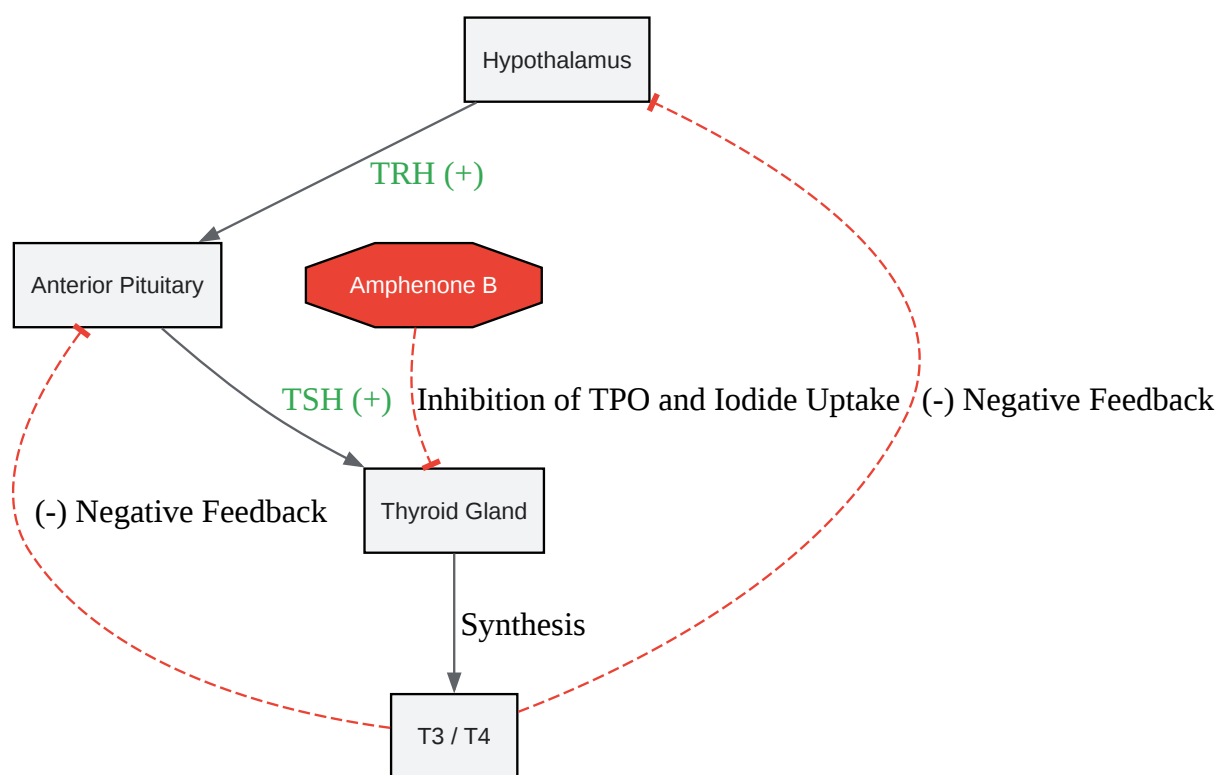 Hypothalamus
TRH (+)
Anterior Pituitary
Amphenone B
TSH (+)
Inhibition of TPO and Iodide Uptake
(-) Negative Feedback
(-) Negative Feedback
Thyroid Gland
Synthesis
T3 / T4